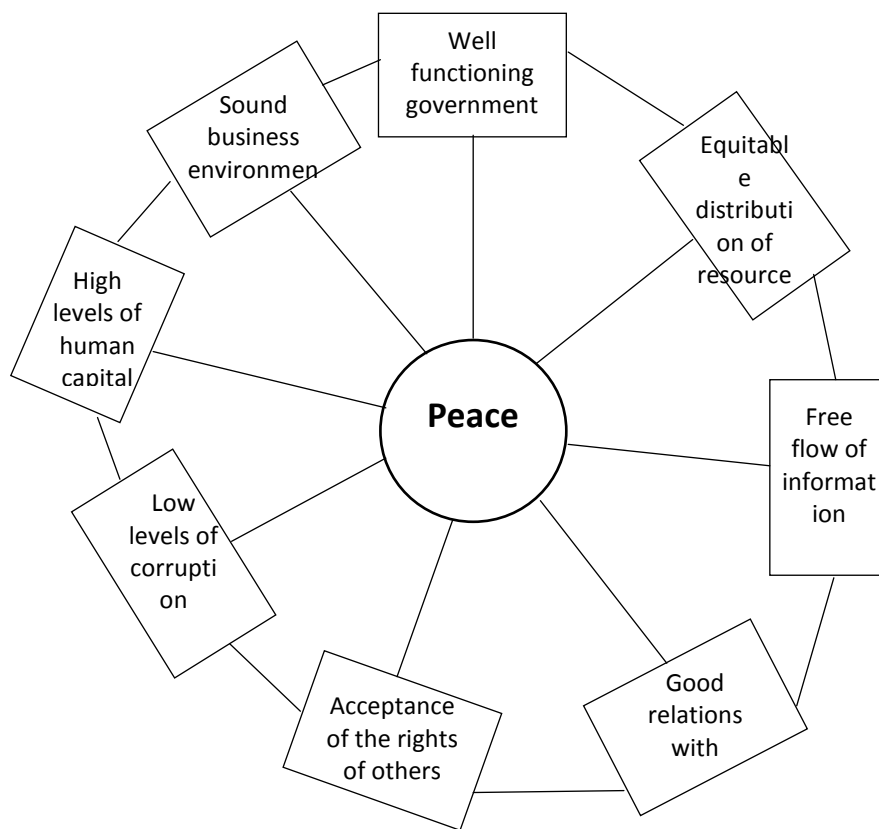 Well
functioning
government
Equitabl
e
distributi
on of
resource
Free
flow of
informat
ion
Good
relations
with
Acceptance
of the rights
of others
Low
levels of
corrupti
on
High
levels of
human
capital
Sound
business
environmen
Peace